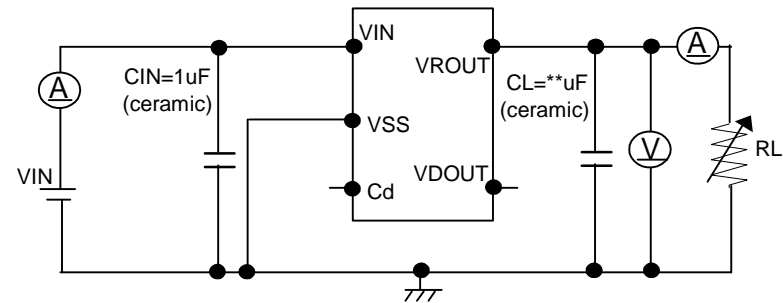 VIN
VROUT
A
CIN=1uF
(ceramic)
CL=**uF
(ceramic)
A
VSS
V
RL
VIN
Cd
VDOUT